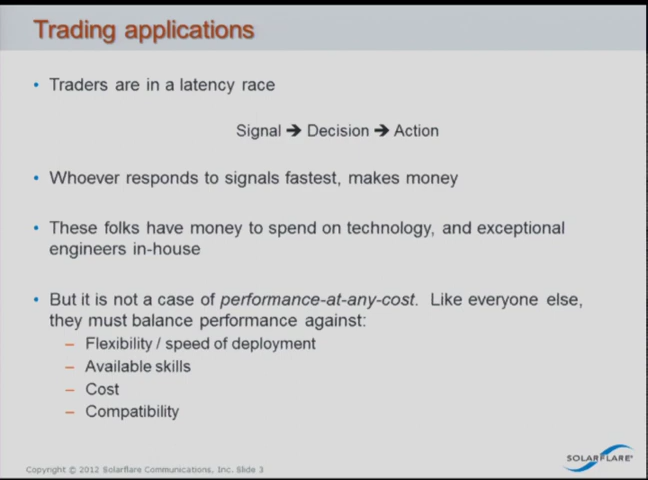 Trading applications
• Traders are in a latency race
Signal ➔ Decision ➔ Action
• Whoever responds to signals fastest, makes money
• These folks have money to spend on technology, and exceptional
engineers in-house
• But it is not a case of performance-at-any-cost. Like everyone else,
they must balance performance against:
– Flexibility / speed of deployment
– Available skills
– Cost
– Compatibility
Copyright © 2012 Solarflare Communications, Inc. Slide 3
SOLARFLARE®